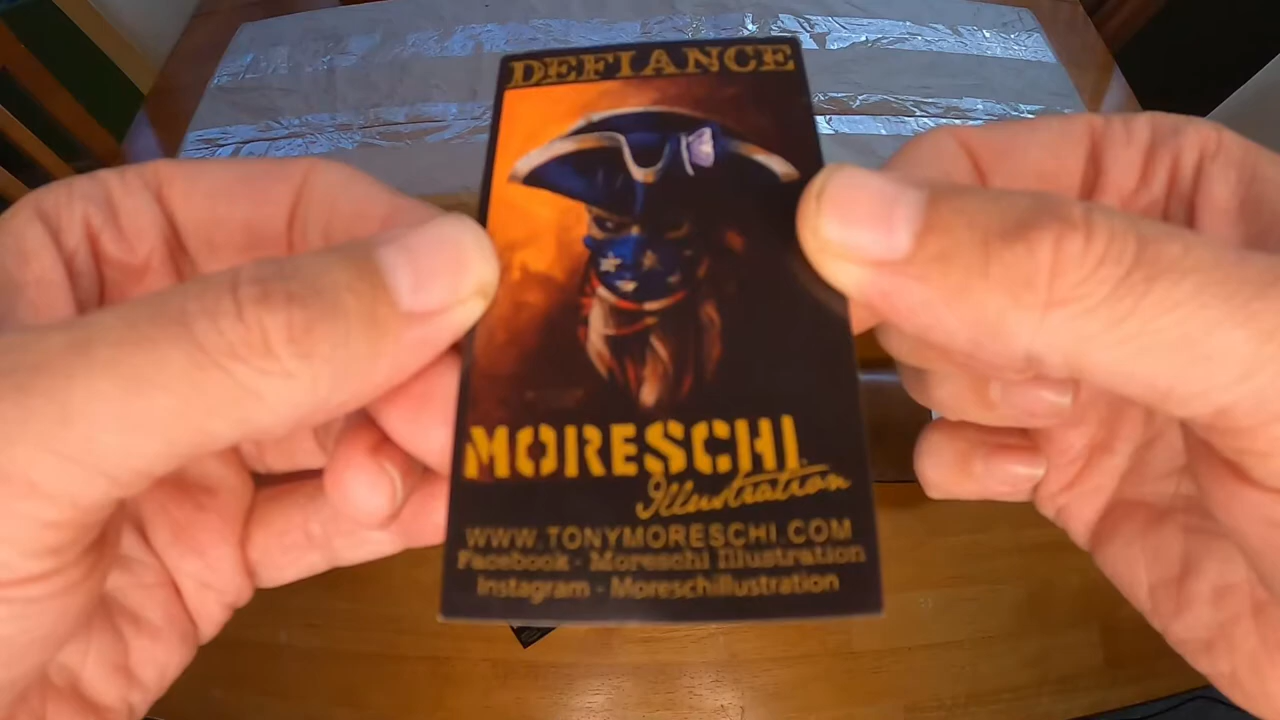 DEFIANCE
MORESCHI
Illustration
WWW.TONYMORESCHI.COM
Facebook - Moreschi Illustration
Instagram - Moreschillustration